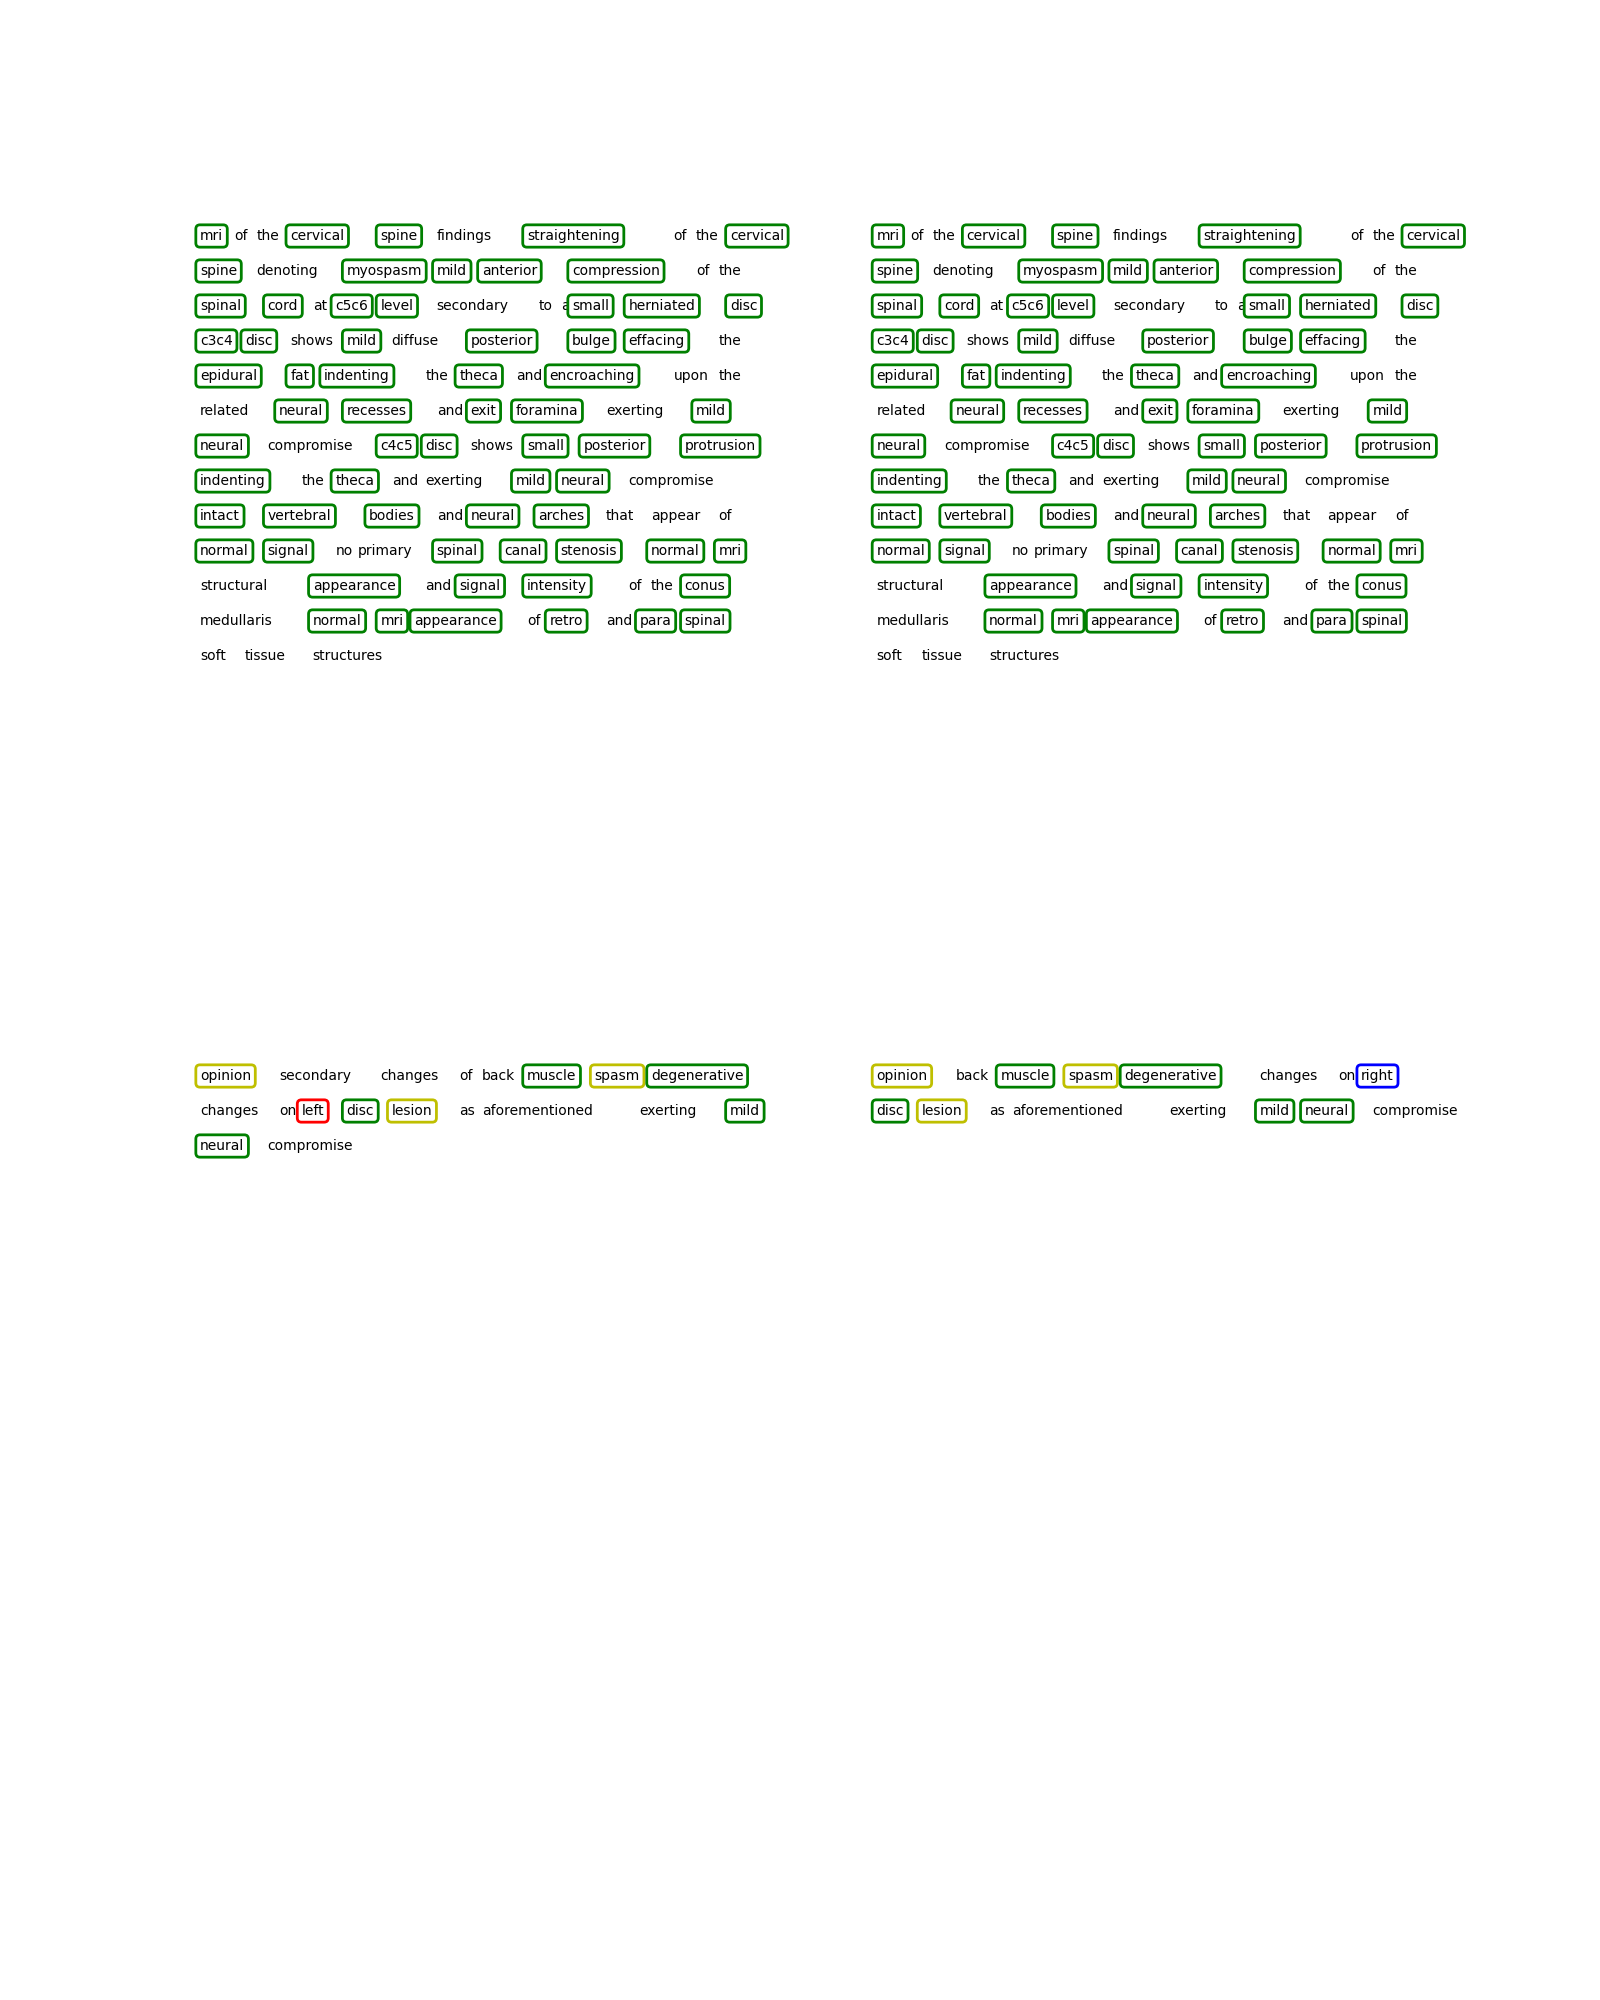 mri of the cervical spine findings straightening of the cervical
spine denoting myospasm mild anterior compression of the
spinal cord at c5c6 level secondary to a small herniated disc
c3c4 disc shows mild diffuse posterior bulge effacing the
epidural fat indenting the theca and encroaching upon the
related neural recesses and exit foramina exerting mild
neural compromise c4c5 disc shows small posterior protrusion
indenting the theca and exerting mild neural compromise
intact vertebral bodies and neural arches that appear of
normal signal no primary spinal canal stenosis normal mri
structural appearance and signal intensity of the conus
medullaris normal mri appearance of retro and para spinal
soft tissue structures
mri of the cervical spine findings straightening of the cervical
spine denoting myospasm mild anterior compression of the
spinal cord at c5c6 level secondary to a small herniated disc
c3c4 disc shows mild diffuse posterior bulge effacing the
epidural fat indenting the theca and encroaching upon the
related neural recesses and exit foramina exerting mild
neural compromise c4c5 disc shows small posterior protrusion
indenting the theca and exerting mild neural compromise
intact vertebral bodies and neural arches that appear of
normal signal no primary spinal canal stenosis normal mri
structural appearance and signal intensity of the conus
medullaris normal mri appearance of retro and para spinal
soft tissue structures
opinion secondary changes of back muscle spasm degenerative
changes on left disc lesion as aforementioned exerting mild
neural compromise
opinion back muscle spasm degenerative changes on right
disc lesion as aforementioned exerting mild neural compromise